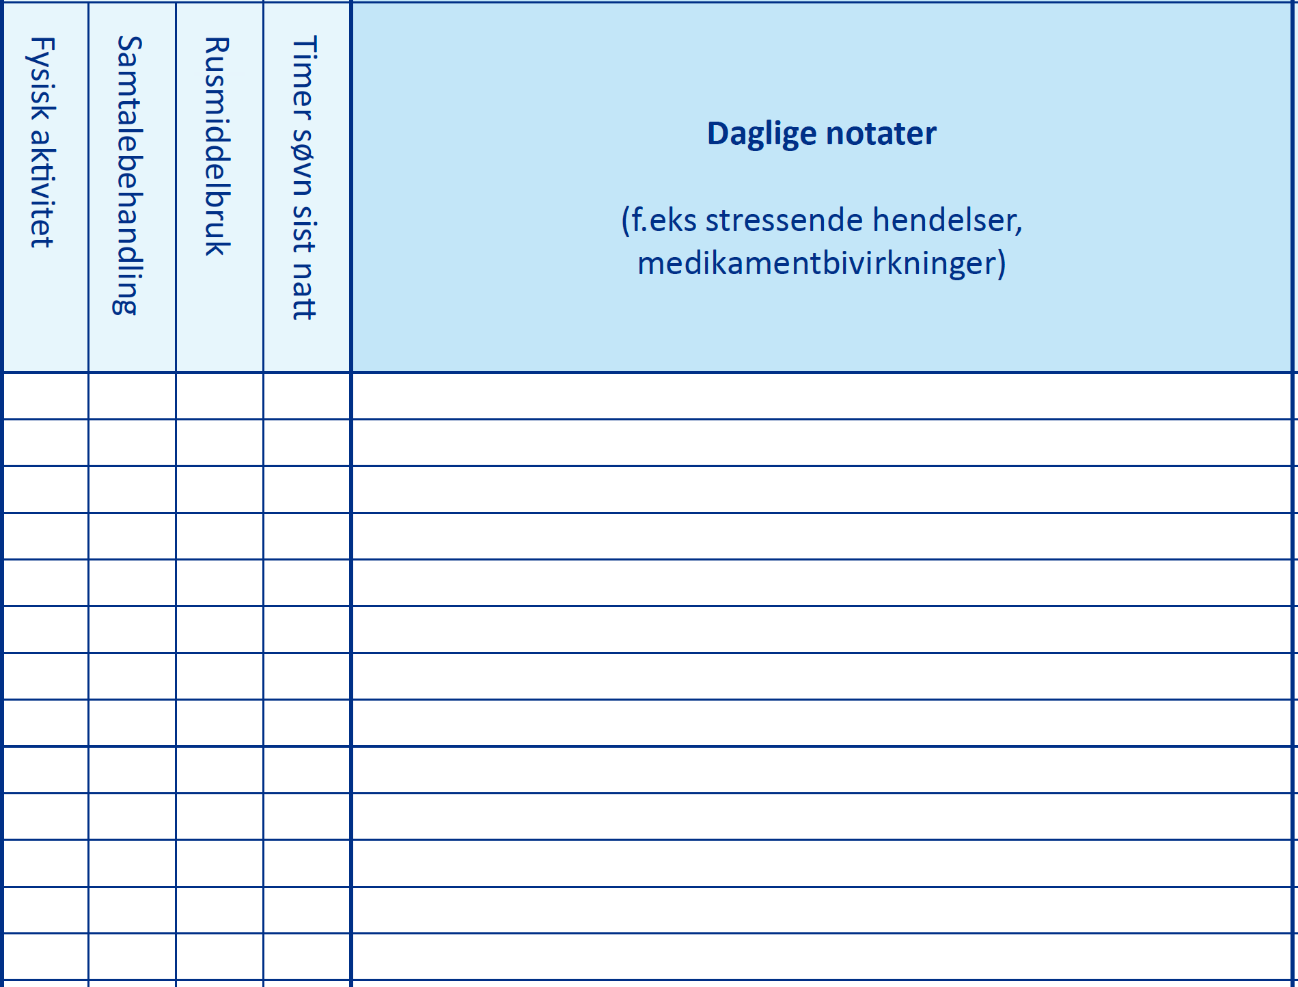 Fysisk aktivitet
Samtalebehandling
Rusmiddelbruk
Timer søvn sist natt
Daglige notater
(f.eks stressende hendelser,
medikamentbivirkninger)